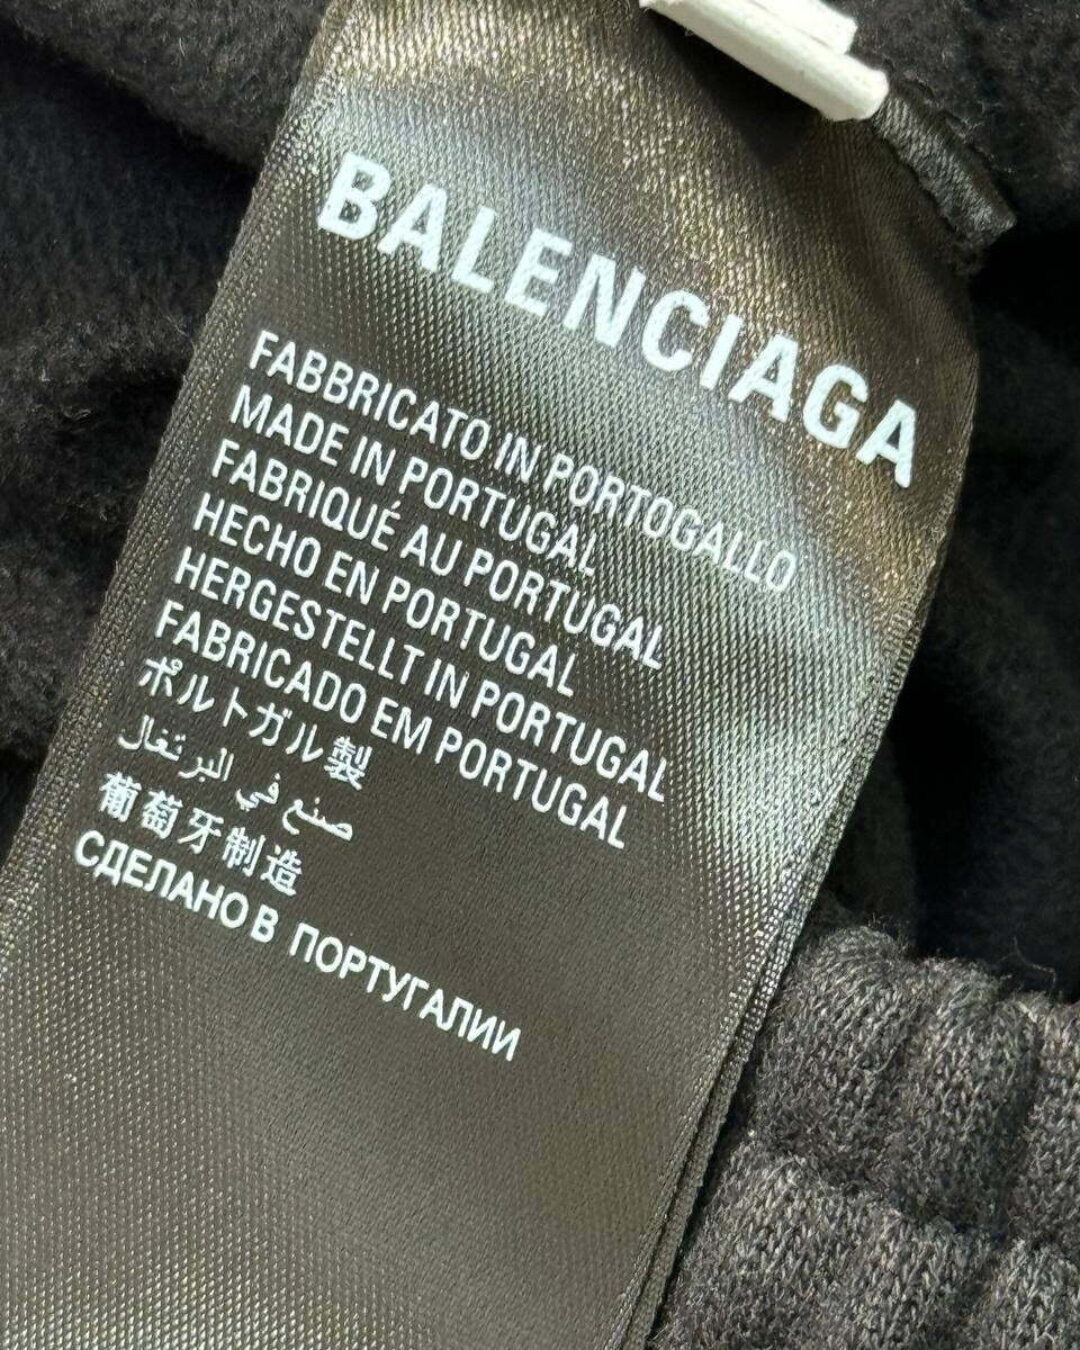 BALENCIAGA
FABBRICATO IN PORTOGALLO
MADE IN PORTUGAL
FABRIQUÉ AU PORTUGAL
HECHO EN PORTUGAL
HERGESTELLT IN PORTUGAL
FABRICADO EM PORTUGAL
ポルトガル製
صنع في البرتغال
葡萄牙制造
СДЕЛАНО В ПОРТУГАЛИИ